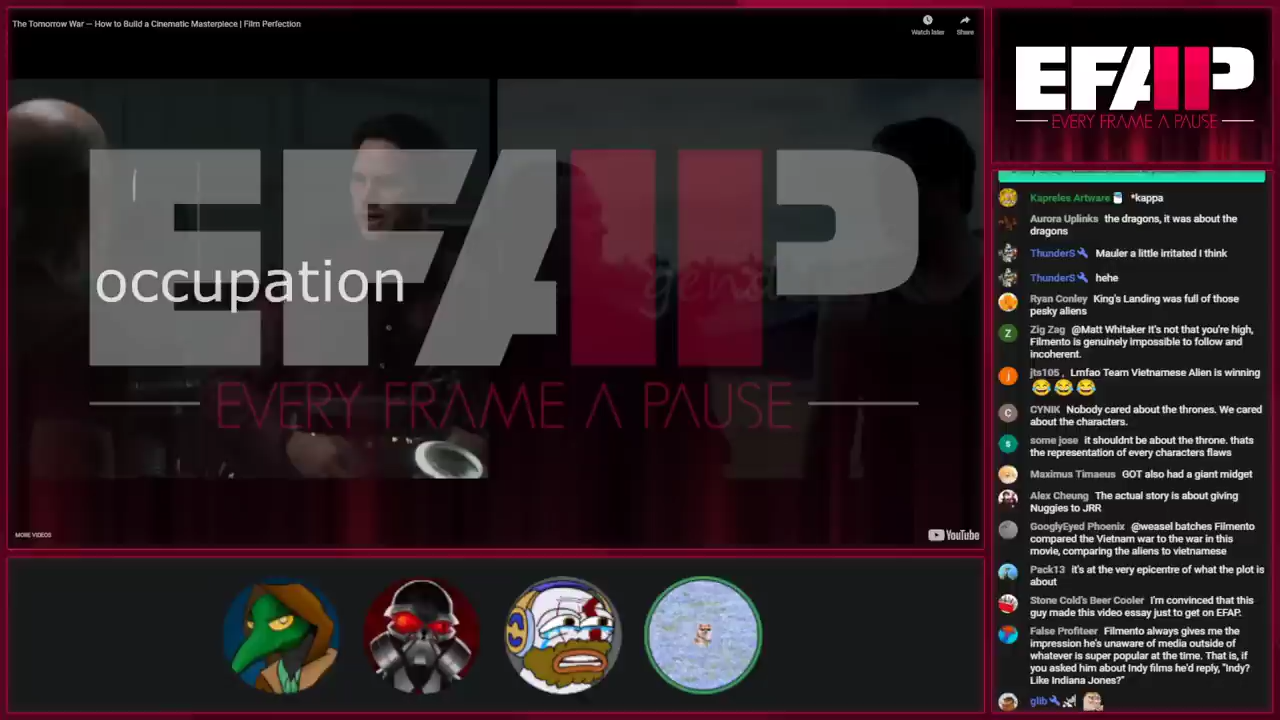 The Tomorrow War — How to Build a Cinematic Masterpiece | Film Perfection
Watch later
Share
EFAP
EVERY FRAME A PAUSE
occupation
MORE VIDEOS
YouTube
EFAP
EVERY FRAME A PAUSE
Kapreles Artware *kappa
Aurora Uplinks the dragons, it was about the
dragons
ThunderS Mauler a little irritated I think
ThunderS hehe
Ryan Conley King's Landing was full of those
pesky aliens
Z
Zig Zag @Matt Whitaker It's not that you're high,
Filmento is genuinely impossible to follow and
incoherent.
j
jts105 , Lmfao Team Vietnamese Alien is winning
😂😂😂
C
CYNIK Nobody cared about the thrones. We cared
about the characters.
s
some jose it shouldnt be about the throne. thats
the representation of every characters flaws
Maximus Timaeus GOT also had a giant midget
Alex Cheung The actual story is about giving
Nuggies to JRR
GooglyEyed Phoenix @weasel batches Filmento
compared the Vietnam war to the war in this
movie, comparing the aliens to vietnamese
Pack13 it's at the very epicentre of what the plot is
about
Stone Cold's Beer Cooler I'm convinced that this
guy made this video essay just to get on EFAP.
False Profiteer Filmento always gives me the
impression he's unaware of media outside of
whatever is super popular at the time. That is, if
you asked him about Indy films he'd reply, "Indy?
Like Indiana Jones?"
glib